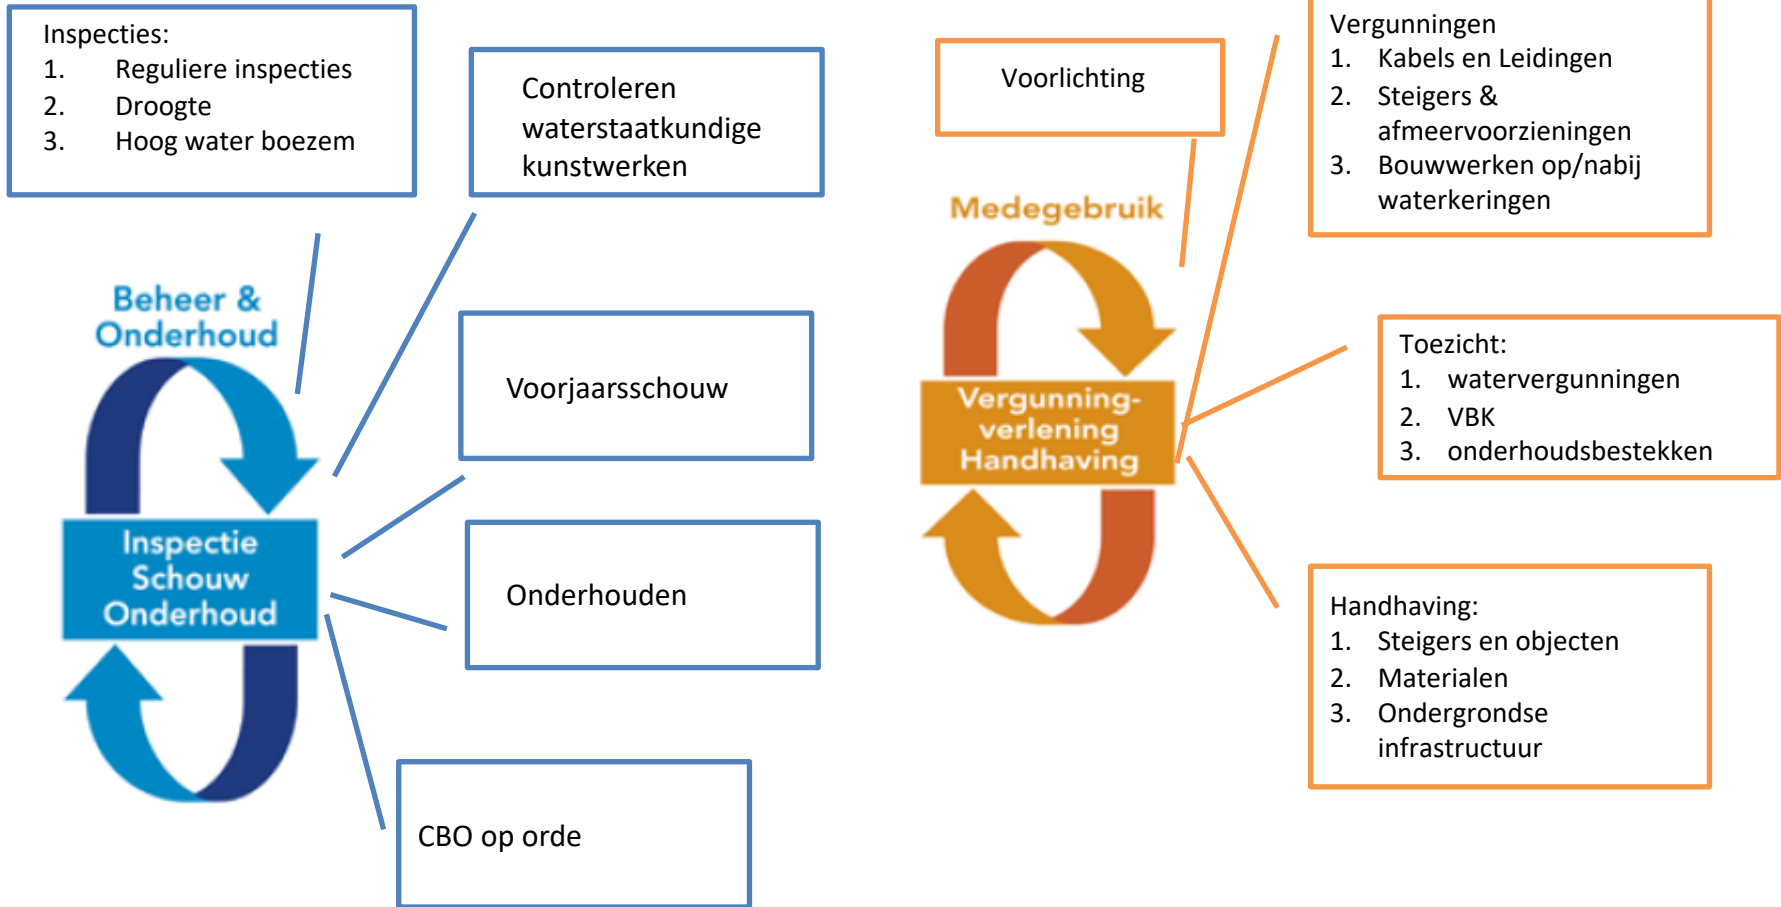 Inspecties:
1. Reguliere inspecties
2. Droogte
3. Hoog water boezem
Controleren
waterstaatkundige
kunstwerken
Beheer &
Onderhoud
Voorjaarsschouw
Inspectie
Schouw
Onderhoud
Onderhouden
CBO op orde
Voorlichting
Medegebruik
Vergunning-
verlening
Handhaving
Vergunningen
1. Kabels en Leidingen
2. Steigers &
afmeervoorzieningen
3. Bouwwerken op/nabij
waterkeringen
Toezicht:
1. watervergunningen
2. VBK
3. onderhoudsbestekken
Handhaving:
1. Steigers en objecten
2. Materialen
3. Ondergrondse
infrastructuur